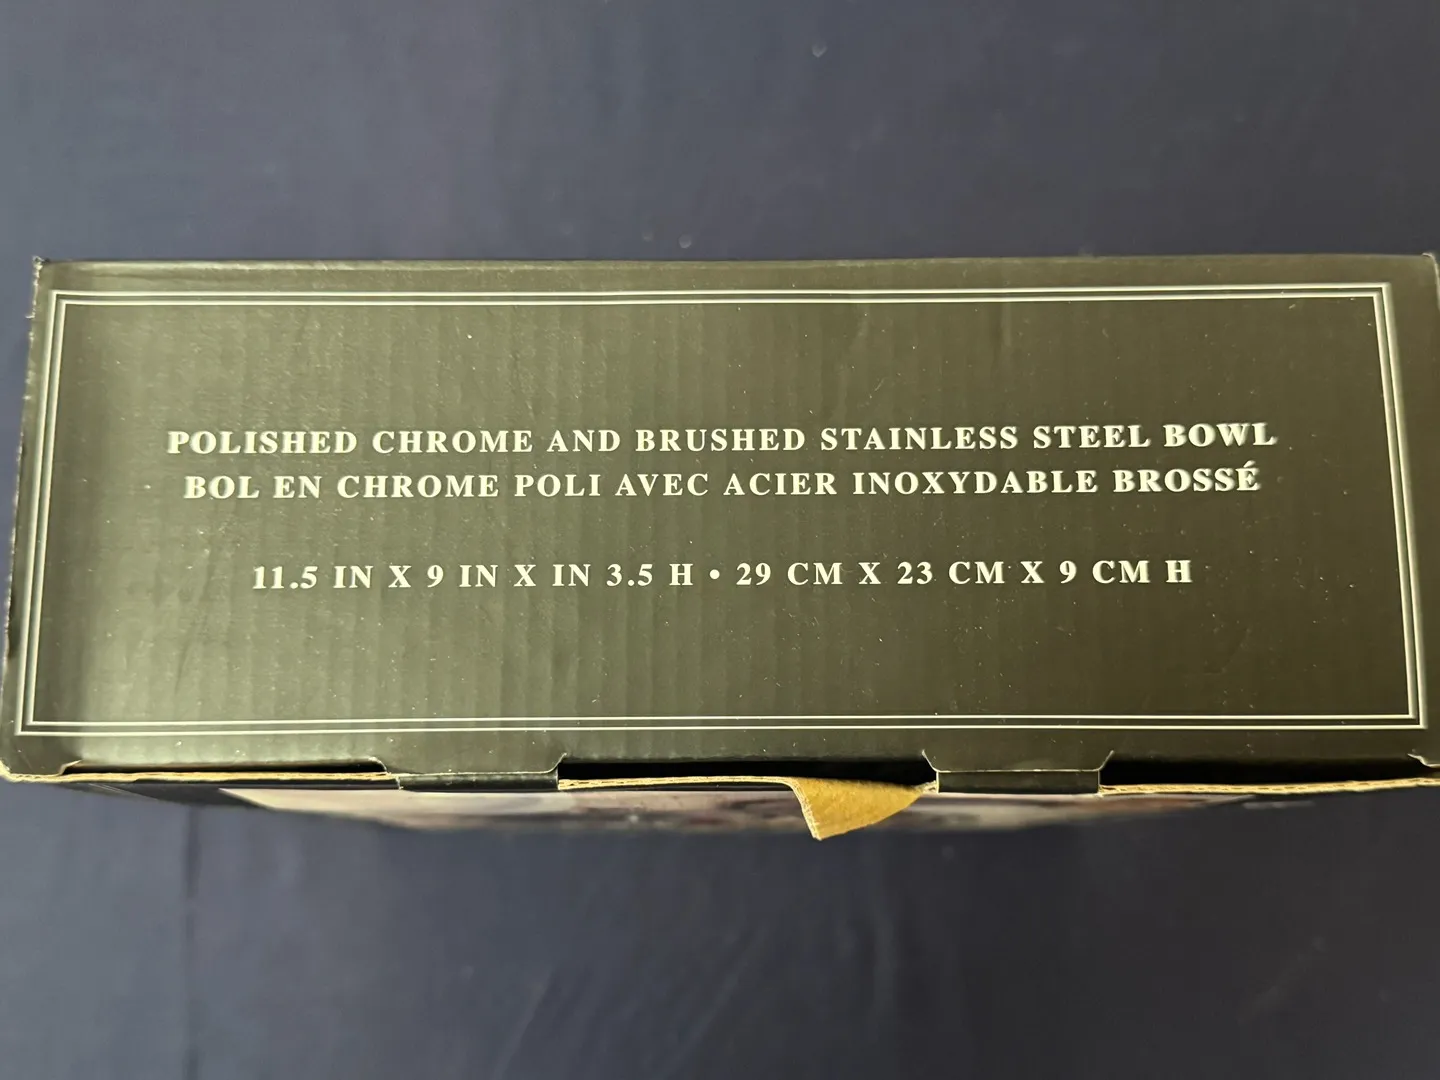 POLISHED CHROME AND BRUSHED STAINLESS STEEL BOWL
BOL EN CHROME POLI AVEC ACIER INOXYDABLE BROSSÉ
11.5 IN X 9 IN X IN 3.5 H • 29 CM X 23 CM X 9 CM H